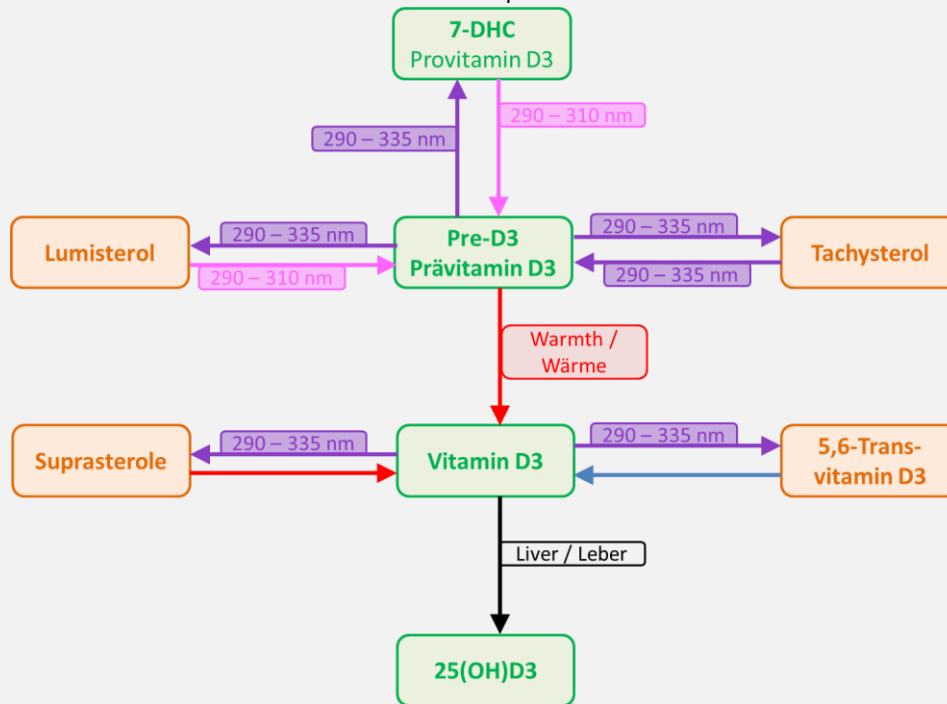 7-DHC
Provitamin D3
290 – 310 nm
290 – 335 nm
290 – 335 nm
290 – 335 nm
Lumisterol
Pre-D3
Prävitamin D3
Tachysterol
290 – 310 nm
290 – 335 nm
Warmth /
Wärme
290 – 335 nm
290 – 335 nm
Suprasterole
Vitamin D3
5,6-Trans-
vitamin D3
Liver / Leber
25(OH)D3